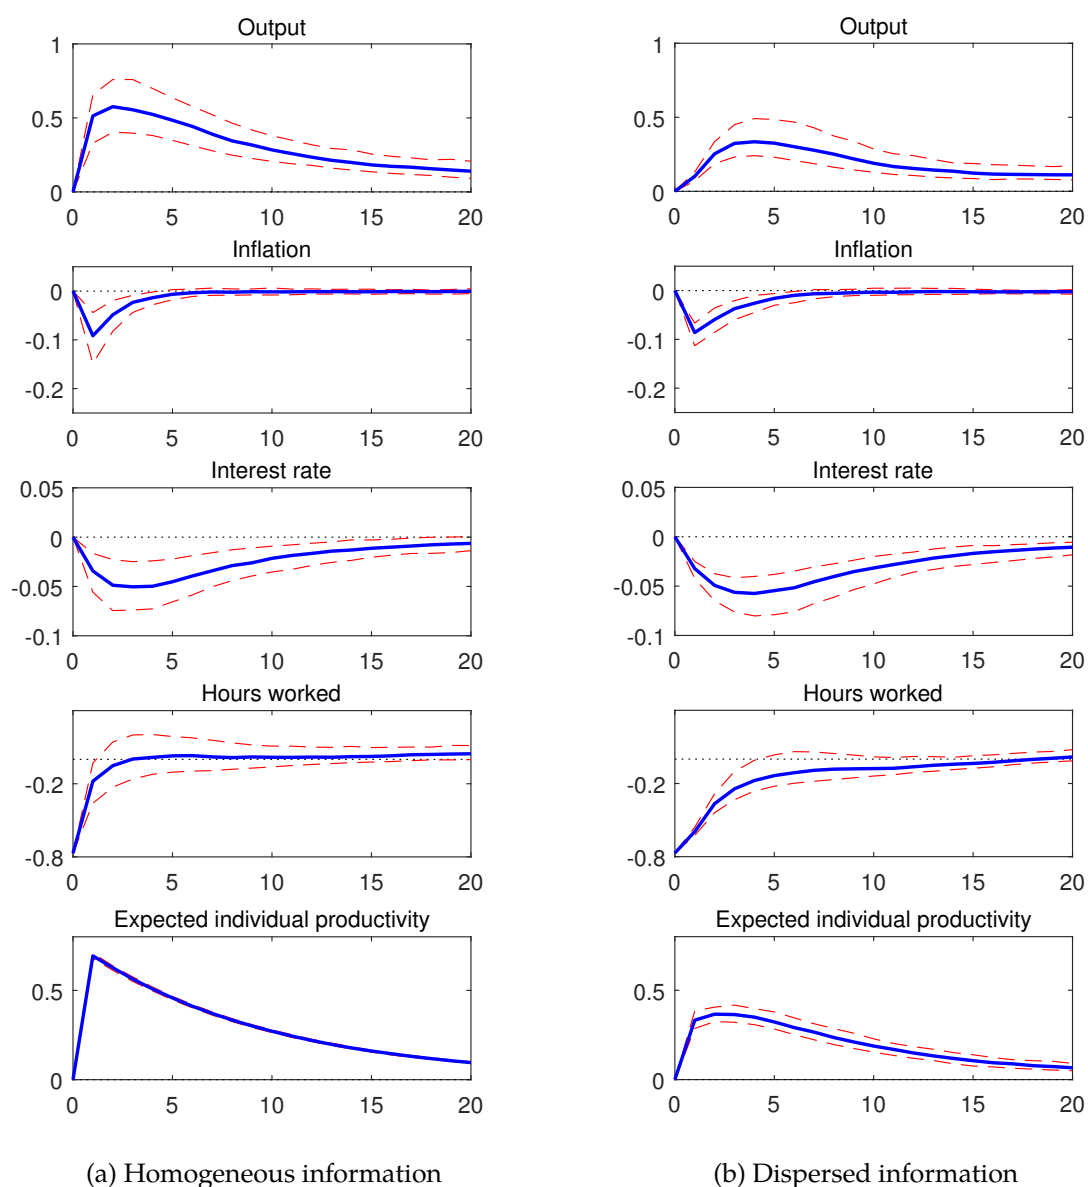 Output
1
0.5
0
0 5 10 15 20
Inflation
0
-0.1
-0.2
0 5 10 15 20
Interest rate
0.05
0
-0.05
-0.1
0 5 10 15 20
Hours worked
-0.2
-0.8
0 5 10 15 20
Expected individual productivity
0.5
0
0 5 10 15 20
(a) Homogeneous information
Output
1
0.5
0
0 5 10 15 20
Inflation
0
-0.1
-0.2
0 5 10 15 20
Interest rate
0.05
0
-0.05
-0.1
0 5 10 15 20
Hours worked
-0.2
-0.8
0 5 10 15 20
Expected individual productivity
0.5
0
0 5 10 15 20
(b) Dispersed information